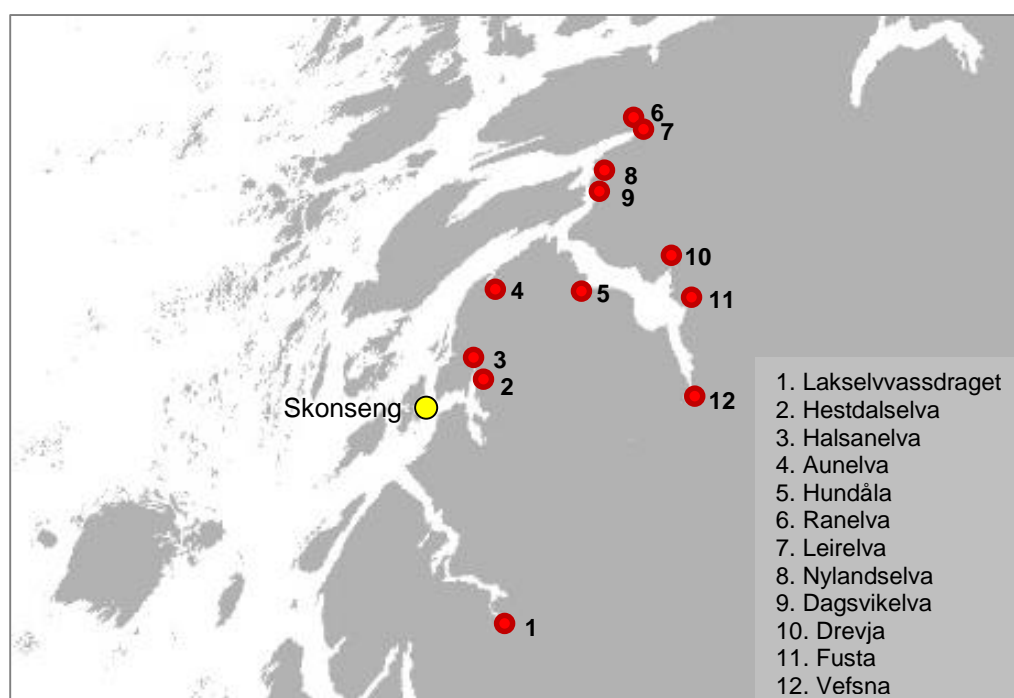 6
7
8
9
10
4
5
11
3
2
Skonseng
12
1
1. Lakselvvassdraget
2. Hestdalselva
3. Halsanelva
4. Aunelva
5. Hundåla
6. Ranelva
7. Leirelva
8. Nylandselva
9. Dagsvikelva
10. Drevja
11. Fusta
12. Vefsna